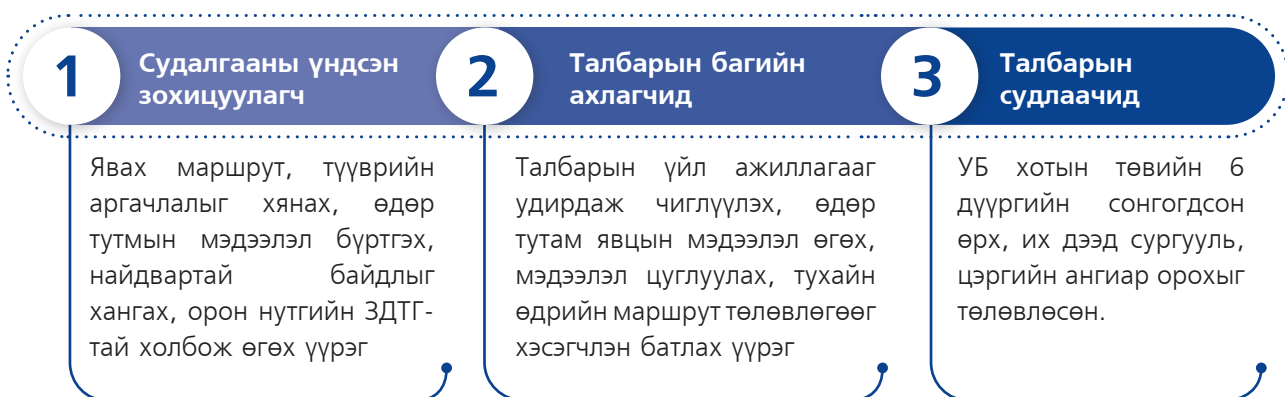 1
Судалгааны үндсэн
зохицуулагч
Явах маршрут, түүврийн
аргачлалыг хянах, өдөр
тутмын мэдээлэл бүртгэх,
найдвартай байдлыг
хангах, орон нутгийн ЗДТГ-
тай холбож өгөх үүрэг
2
Талбарын багийн
ахлагчид
Талбарын үйл ажиллагааг
удирдаж чиглүүлэх, өдөр
тутам явцын мэдээлэл өгөх,
мэдээлэл цуглуулах, тухайн
өдрийн маршрут төлөвлөгөөг
хэсэгчлэн батлах үүрэг
3
Талбарын
судлаачид
УБ хотын төвийн 6
дүүргийн сонгогдсон
өрх, их дээд сургууль,
цэргийн ангиар орохыг
төлөвлөсөн.